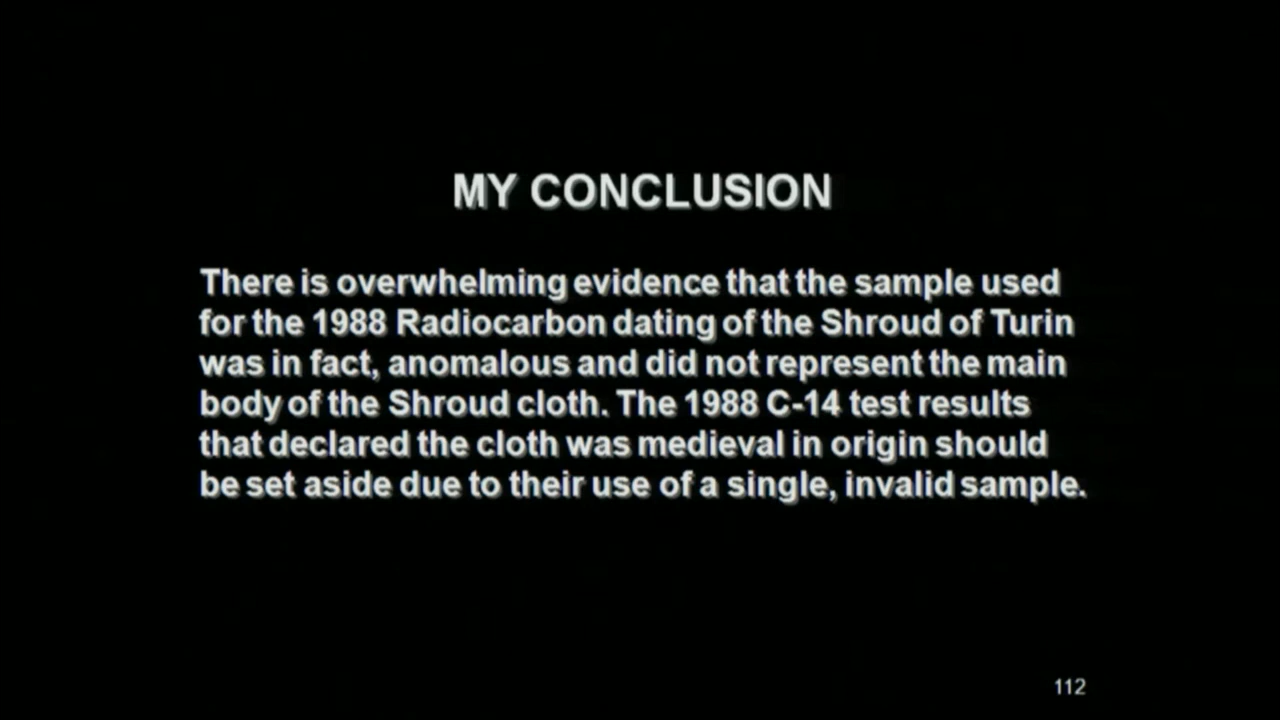 MY CONCLUSION
There is overwhelming evidence that the sample used
for the 1988 Radiocarbon dating of the Shroud of Turin
was in fact, anomalous and did not represent the main
body of the Shroud cloth. The 1988 C-14 test results
that declared the cloth was medieval in origin should
be set aside due to their use of a single, invalid sample.
112